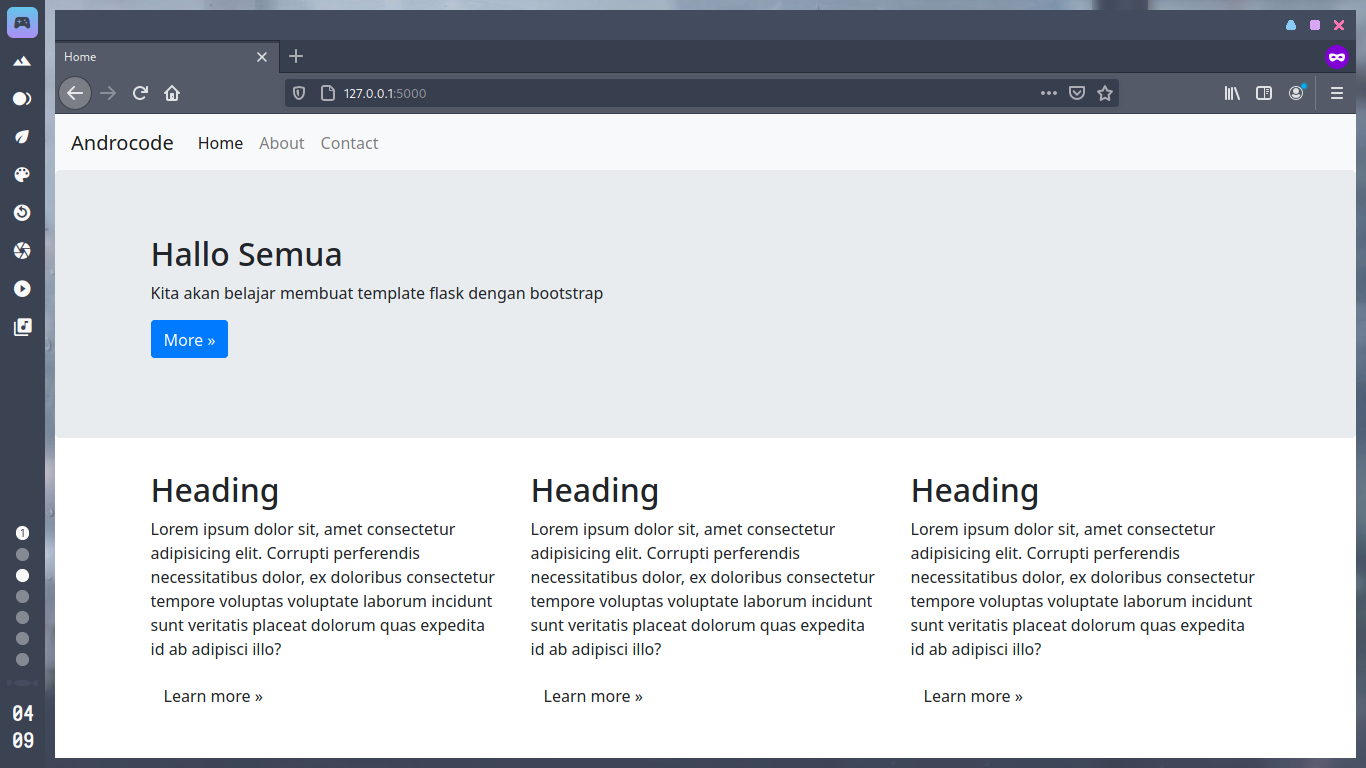 Home
127.0.0.1:5000
Androcode Home About Contact
Hallo Semua
Kita akan belajar membuat template flask dengan bootstrap
More »
Heading
Lorem ipsum dolor sit, amet consectetur
adipisicing elit. Corrupti perferendis
necessitatibus dolor, ex doloribus consectetur
tempore voluptas voluptate laborum incidunt
sunt veritatis placeat dolorum quas expedita
id ab adipisci illo?
Learn more »
Heading
Lorem ipsum dolor sit, amet consectetur
adipisicing elit. Corrupti perferendis
necessitatibus dolor, ex doloribus consectetur
tempore voluptas voluptate laborum incidunt
sunt veritatis placeat dolorum quas expedita
id ab adipisci illo?
Learn more »
Heading
Lorem ipsum dolor sit, amet consectetur
adipisicing elit. Corrupti perferendis
necessitatibus dolor, ex doloribus consectetur
tempore voluptas voluptate laborum incidunt
sunt veritatis placeat dolorum quas expedita
id ab adipisci illo?
Learn more »
1
04
09